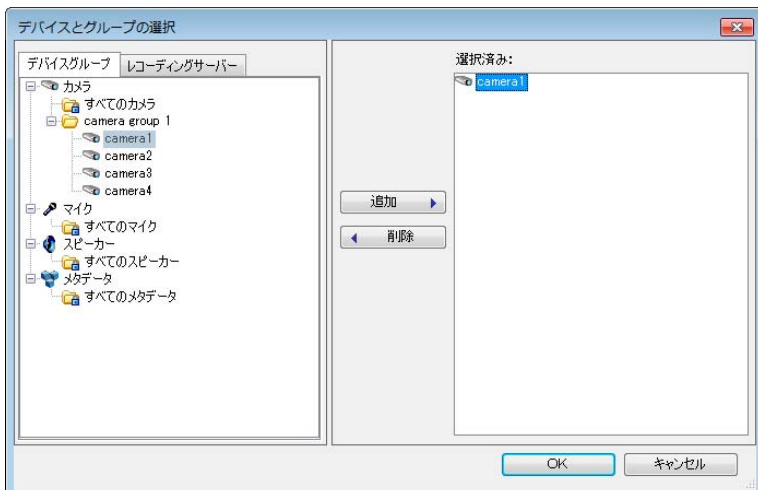 デバイスとグループの選択
デバイスグループ
レコーディングサーバー
カメラ
すべてのカメラ
camera group 1
camera1
camera2
camera3
camera4
マイク
すべてのマイク
スピーカー
すべてのスピーカー
メタデータ
すべてのメタデータ
追加
削除
選択済み:
camera1
OK
キャンセル